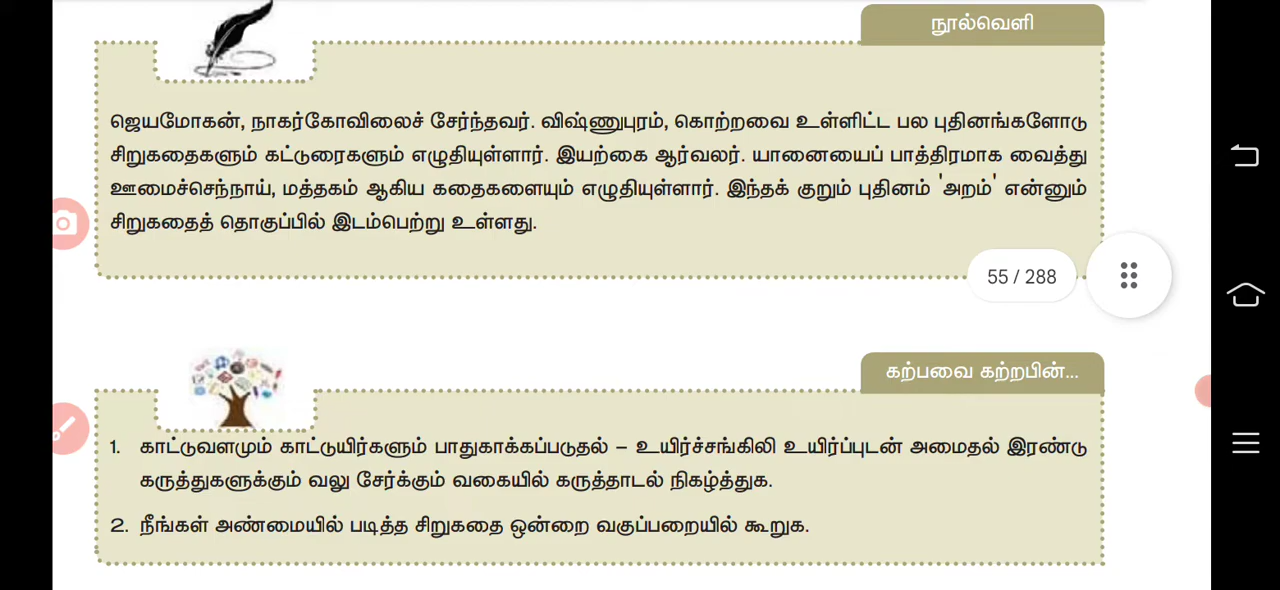 நூல்வெளி
ஜெயமோகன், நாகர்கோவிலைச் சேர்ந்தவர். விஷ்ணுபுரம், கொற்றவை உள்ளிட்ட பல புதினங்களோடு
சிறுகதைகளும் கட்டுரைகளும் எழுதியுள்ளார். இயற்கை ஆர்வலர். யானையைப் பாத்திரமாக வைத்து
ஊமைச்செந்நாய், மத்தகம் ஆகிய கதைகளையும் எழுதியுள்ளார். இந்தக் குறும் புதினம் 'அறம்' என்னும்
சிறுகதைத் தொகுப்பில் இடம்பெற்று உள்ளது.
55 / 288
கற்பவை கற்றபின்...
1. காட்டுவளமும் காட்டுயிர்களும் பாதுகாக்கப்படுதல் – உயிர்ச்சங்கிலி உயிர்ப்புடன் அமைதல் இரண்டு
கருத்துகளுக்கும் வலு சேர்க்கும் வகையில் கருத்தாடல் நிகழ்த்துக.
2. நீங்கள் அண்மையில் படித்த சிறுகதை ஒன்றை வகுப்பறையில் கூறுக.